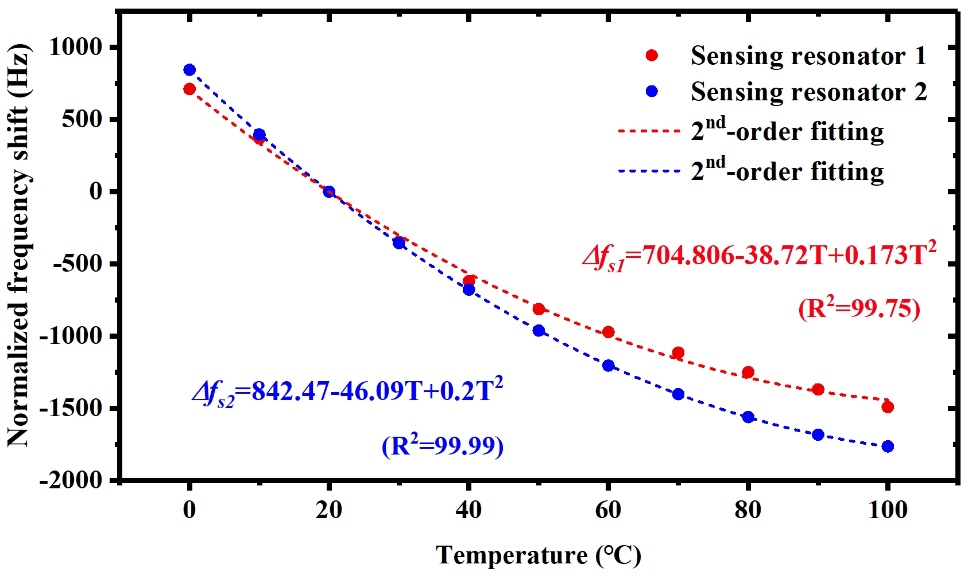 Normalized frequency shift (Hz)
1000
500
0
-500
-1000
-1500
-2000
Sensing resonator 1
Sensing resonator 2
2nd-order fitting
2nd-order fitting
Δfs1=704.806-38.72T+0.173T2
(R2=99.75)
Δfs2=842.47-46.09T+0.2T2
(R2=99.99)
0 20 40 60 80 100
Temperature (℃)